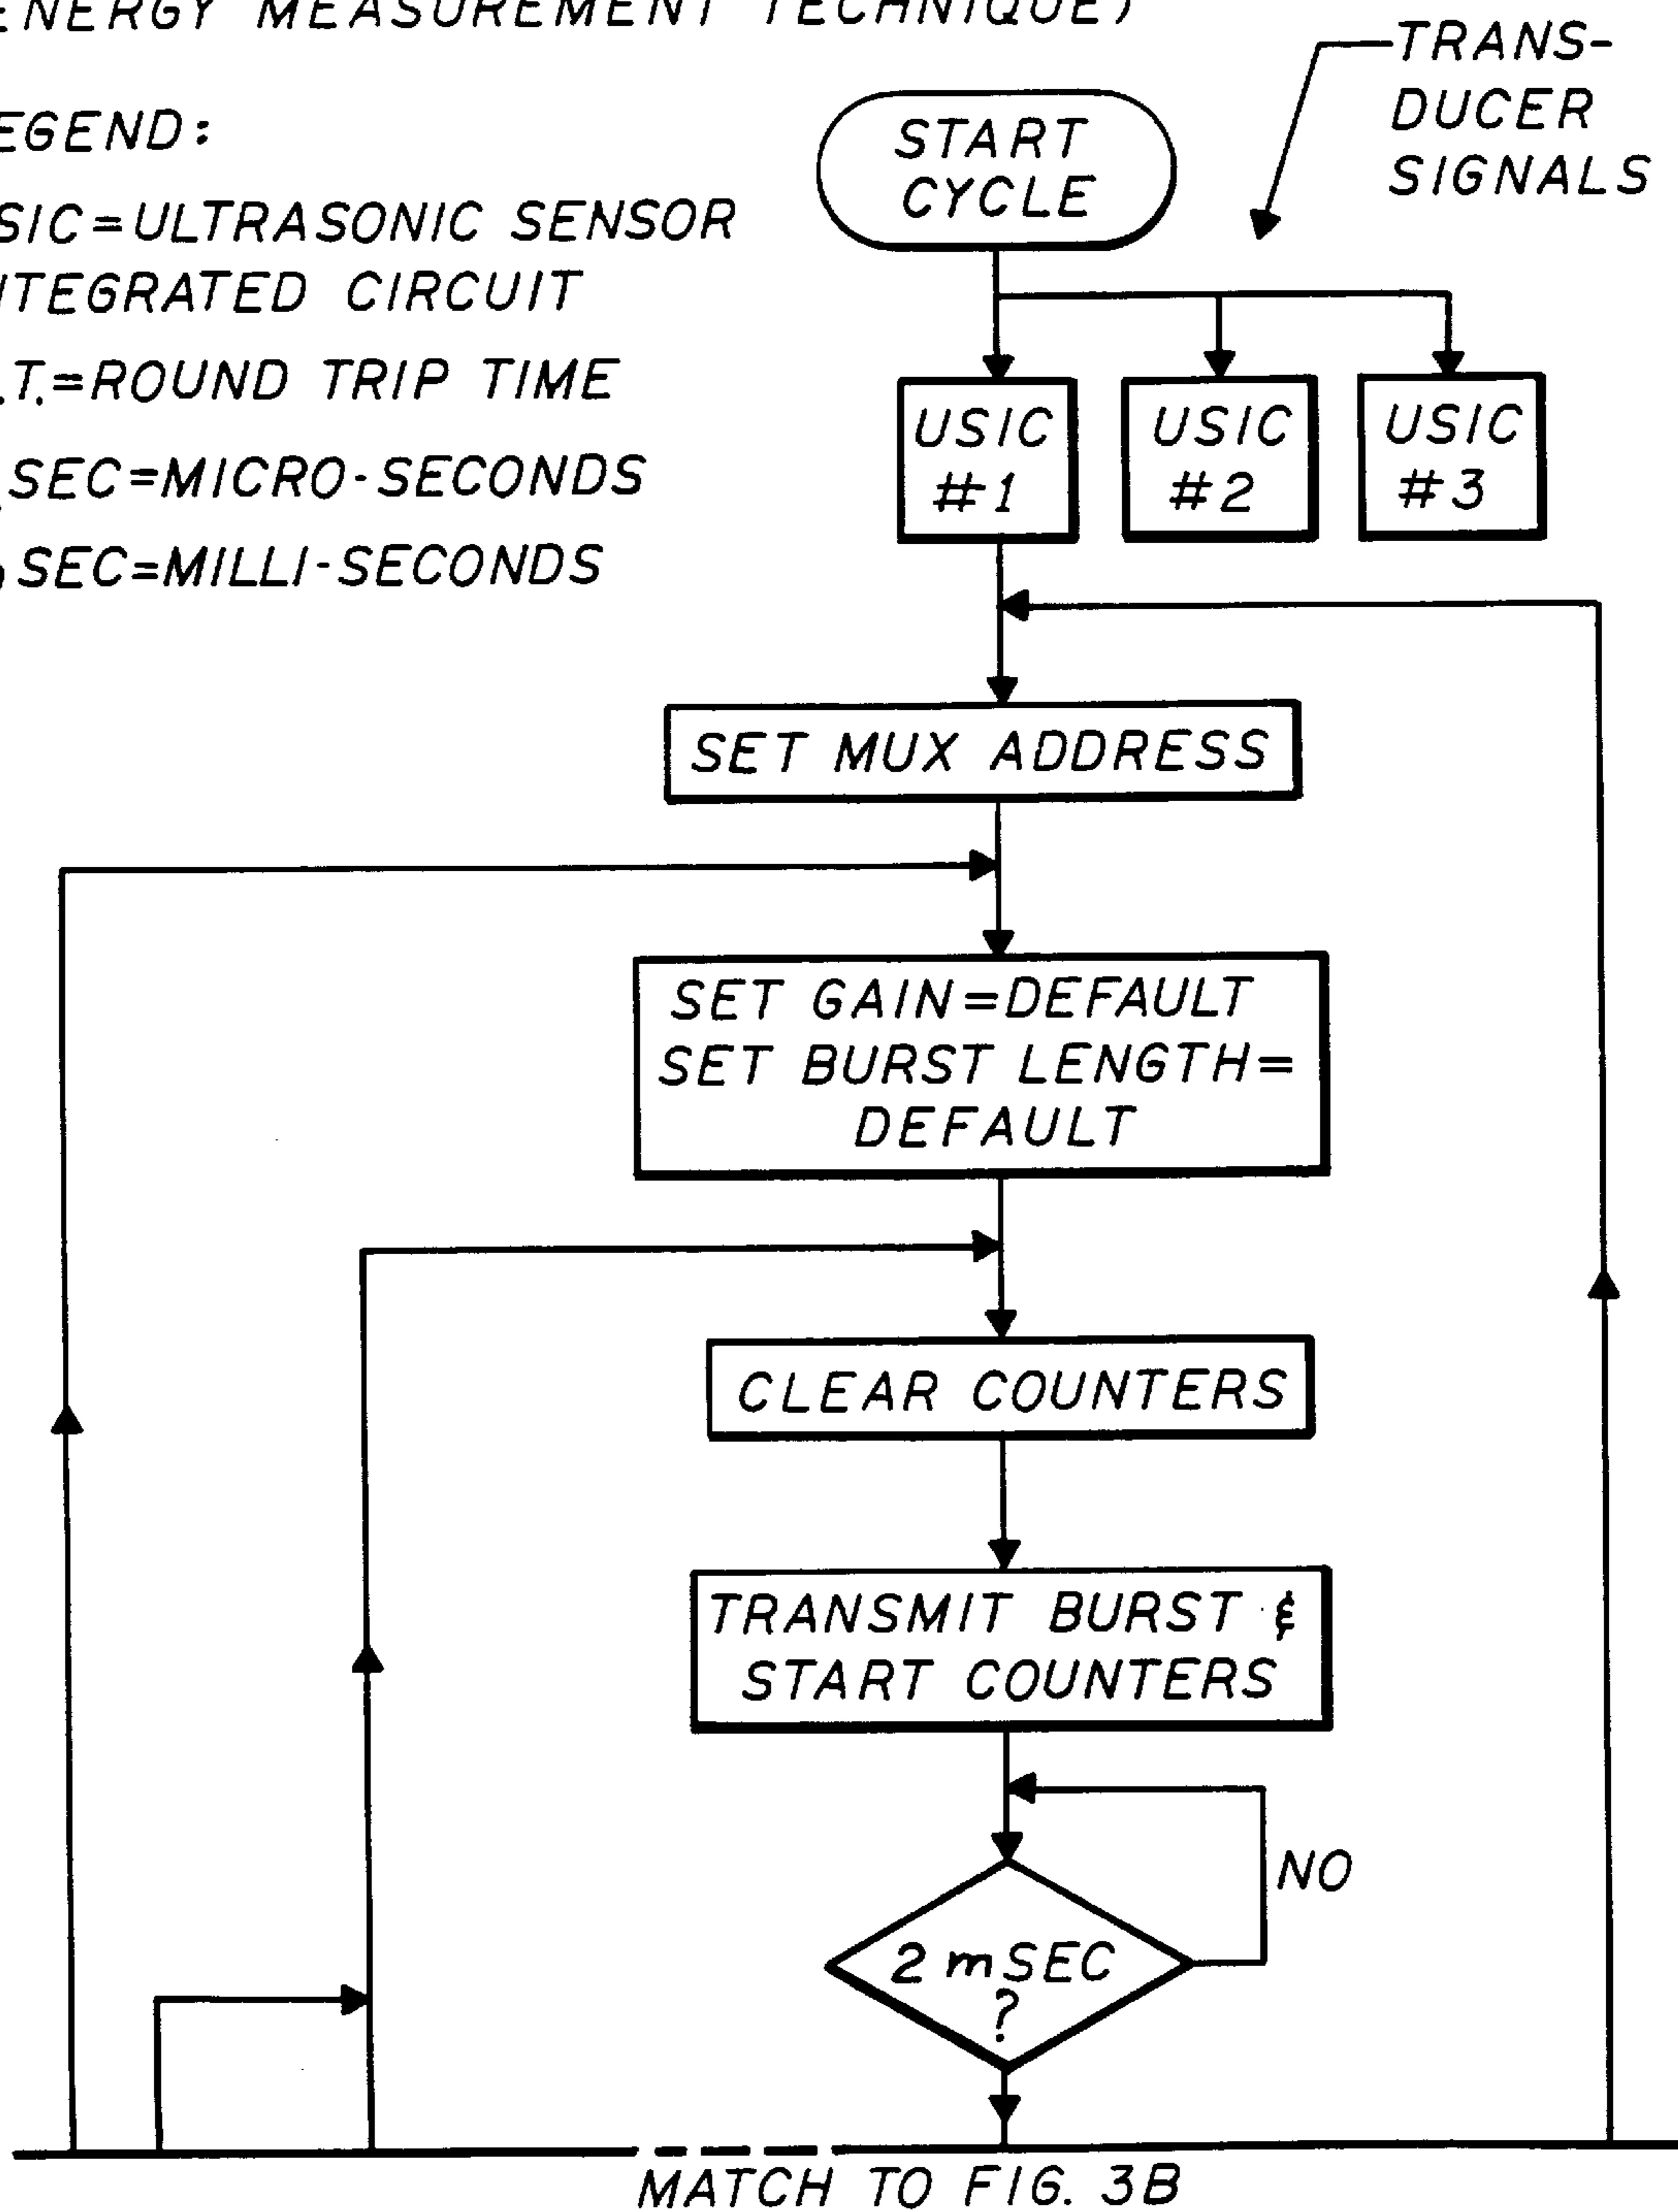 ENERGY MEASUREMENT TECHNIQUE)
TRANS-
DUCER
SIGNALS
EGEND:
SIC=ULTRASONIC SENSOR
NTEGRATED CIRCUIT
.T.=ROUND TRIP TIME
SEC=MICRO-SECONDS
SEC=MILLI-SECONDS
START
CYCLE
USIC
#1
USIC
#2
USIC
#3
SET MUX ADDRESS
SET GAIN=DEFAULT
SET BURST LENGTH=
DEFAULT
CLEAR COUNTERS
TRANSMIT BURST &
START COUNTERS
NO
2 mSEC
?
MATCH TO FIG. 3B